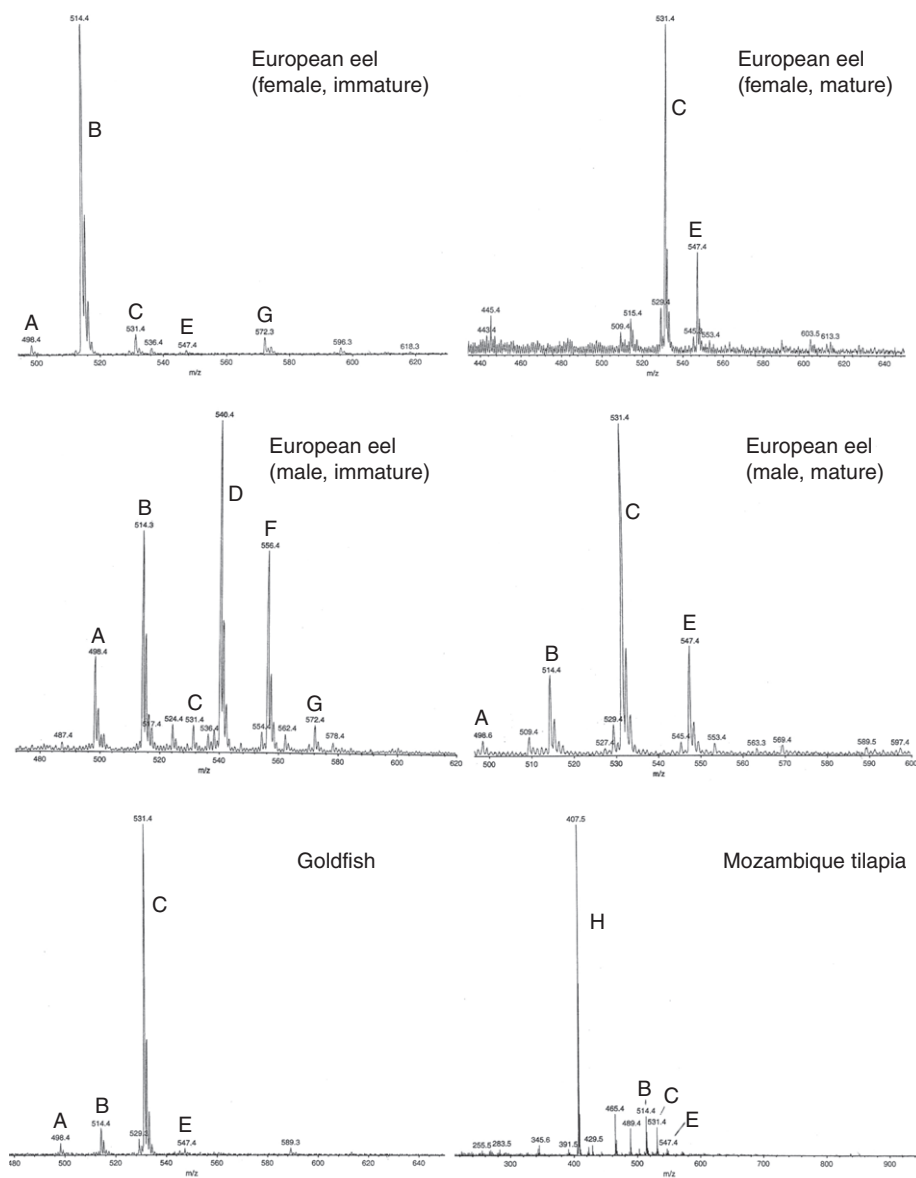 514.4
European eel
(female, immature)
B
A
498.4
C
531.4
536.4
E
547.4
G
572.3
596.3
618.3
500
520
540
560
580
600
620
m/z
531.4
European eel
(female, mature)
C
E
547.4
445.4
443.4
509.4
515.4
529.4
553.4
603.5
613.3
440
460
480
500
520
540
560
580
600
620
640
m/z
540.4
European eel
(male, immature)
D
B
514.3
F
556.4
A
498.4
487.4
517.4
524.4
C
531.4
536.4
554.4
562.4
G
572.4
578.4
480
500
520
540
560
580
600
620
m/z
531.4
European eel
(male, mature)
C
E
547.4
B
514.4
A
498.6
509.4
527.4
529.4
545.4
553.4
563.3
569.4
589.5
597.4
500
510
520
530
540
550
560
570
580
590
600
m/z
531.4
Goldfish
C
A
498.4
B
514.4
E
547.4
589.3
480
500
520
540
560
580
600
620
640
m/z
407.5
Mozambique tilapia
H
B
514.4
C
531.4
E
547.4
465.4
489.4
255.5
283.5
345.6
391.5
429.5
300
400
500
600
700
800
900
m/z